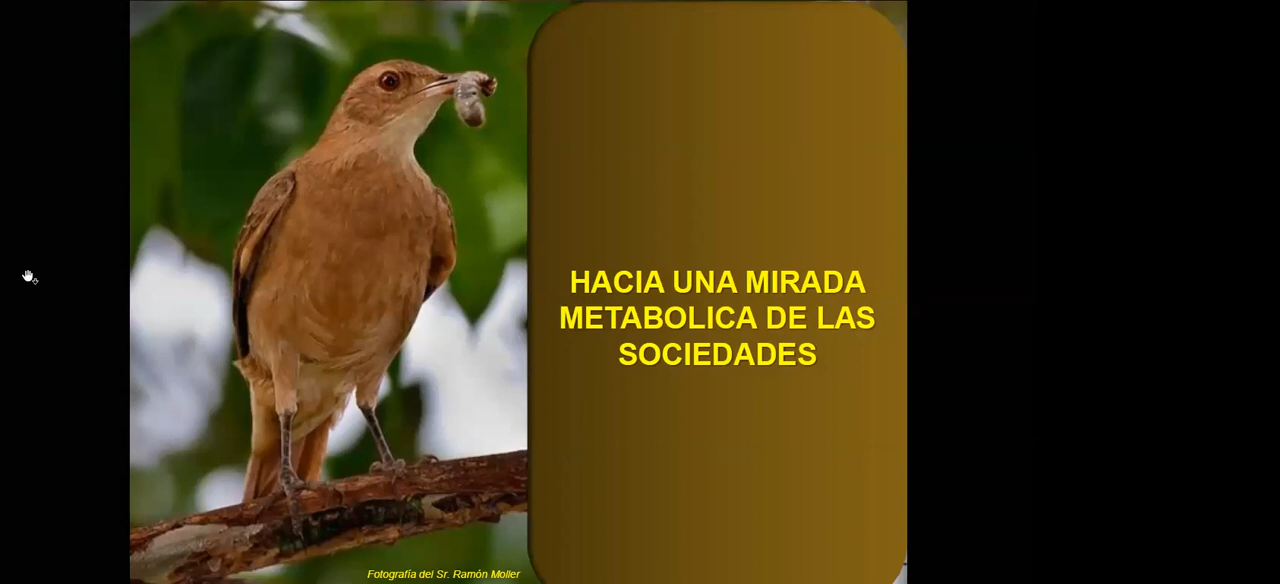 HACIA UNA MIRADA
METABOLICA DE LAS
SOCIEDADES
Fotografía del Sr. Ramón Moller